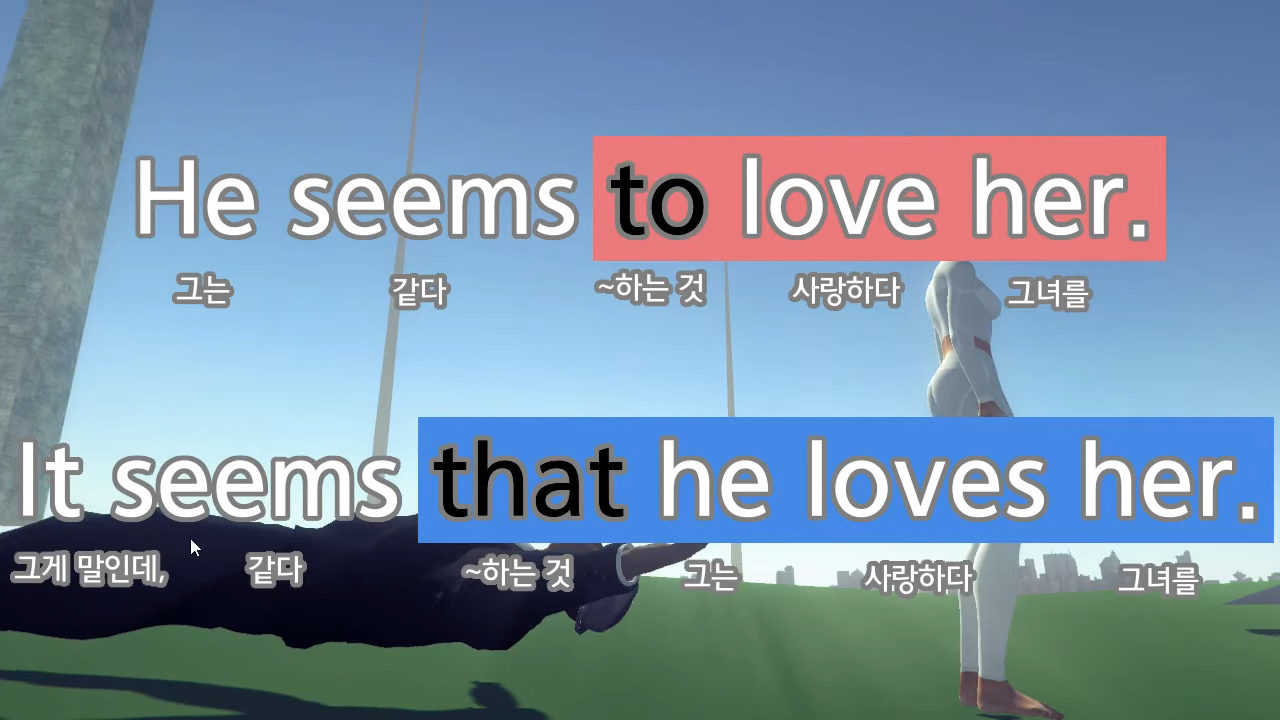 He seems to love her.
그는 같다 ~하는 것 사랑하다 그녀를
It seems that he loves her.
그게 말인데, 같다 ~하는 것 그는 사랑하다 그녀를